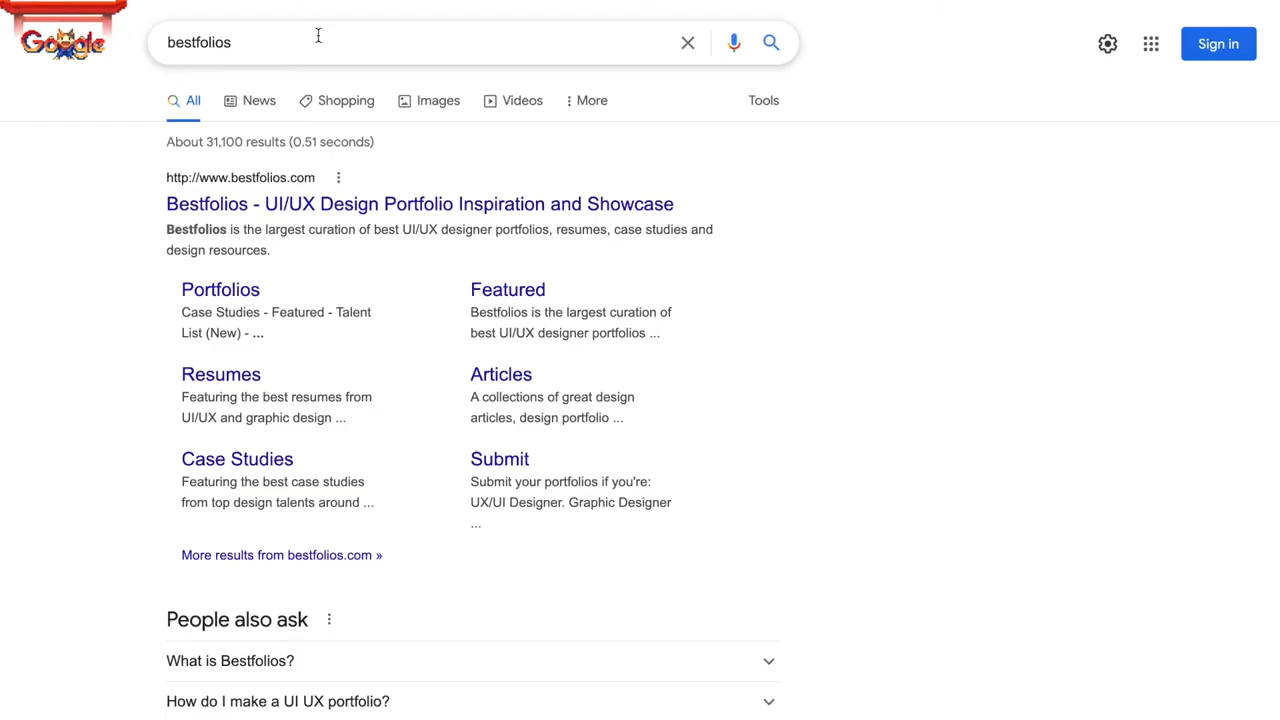 Google
bestfolios
Sign in
All News Shopping Images Videos More Tools
About 31,100 results (0.51 seconds)
http://www.bestfolios.com
Bestfolios - UI/UX Design Portfolio Inspiration and Showcase
Bestfolios is the largest curation of best UI/UX designer portfolios, resumes, case studies and
design resources.
Portfolios
Case Studies - Featured - Talent
List (New) - ...
Featured
Bestfolios is the largest curation of
best UI/UX designer portfolios ...
Resumes
Featuring the best resumes from
UI/UX and graphic design ...
Articles
A collections of great design
articles, design portfolio ...
Case Studies
Featuring the best case studies
from top design talents around ...
Submit
Submit your portfolios if you're:
UX/UI Designer. Graphic Designer
...
More results from bestfolios.com »
People also ask
What is Bestfolios?
How do I make a UI UX portfolio?